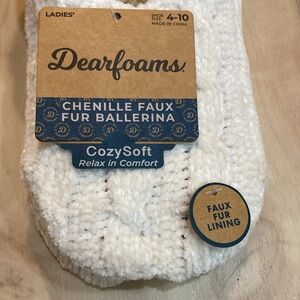 LADIES'
SHOE SIZE 4-10
MADE IN CHINA
Dearfoams
CHENILLE FAUX
FUR BALLERINA
CozySoft
Relax in Comfort
FAUX
FUR
LINING